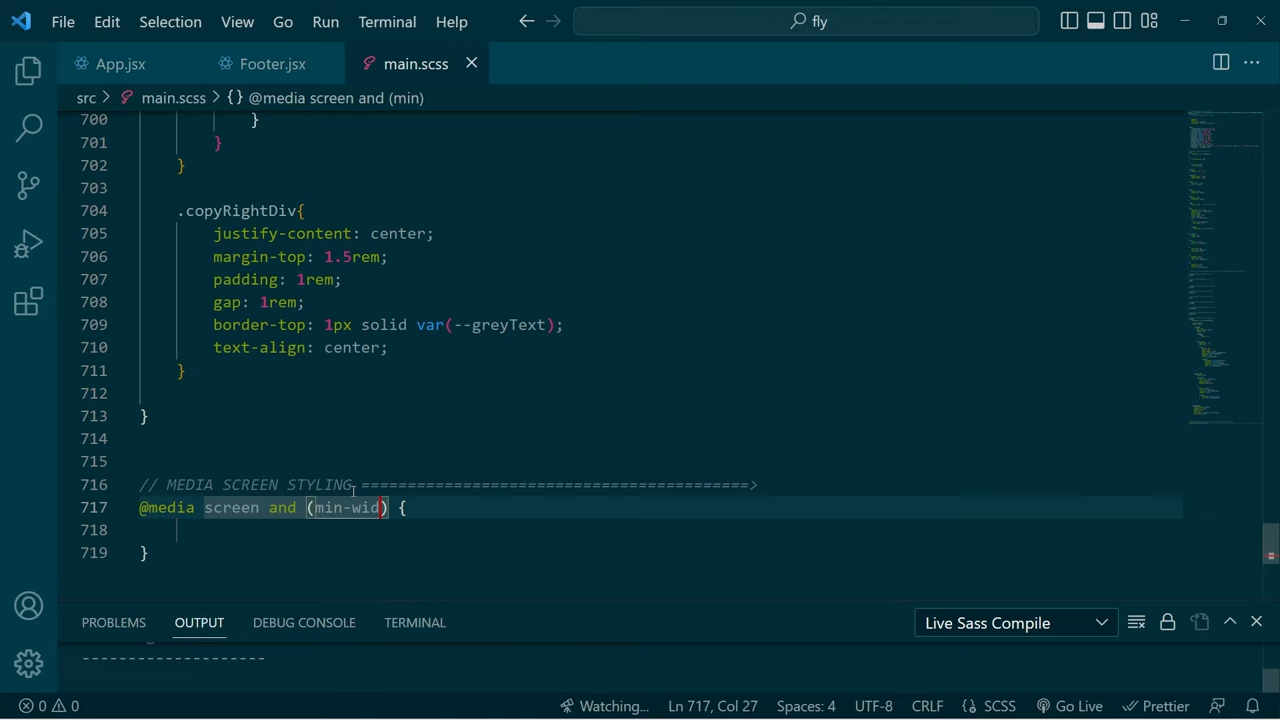 File Edit Selection View Go Run Terminal Help fly
App.jsx Footer.jsx main.scss
src > main.scss > {} @media screen and (min)
700 }
701 }
702 }
703
704 .copyRightDiv{
705 justify-content: center;
706 margin-top: 1.5rem;
707 padding: 1rem;
708 gap: 1rem;
709 border-top: 1px solid var(--greyText);
710 text-align: center;
711 }
712
713 }
714
715
716 // MEDIA SCREEN STYLING ==========================================>
717 @media screen and (min-wid) {
718
719 }
PROBLEMS OUTPUT DEBUG CONSOLE TERMINAL Live Sass Compile
--------------------
0 0 Watching... Ln 717, Col 27 Spaces: 4 UTF-8 CRLF {} SCSS Go Live Prettier